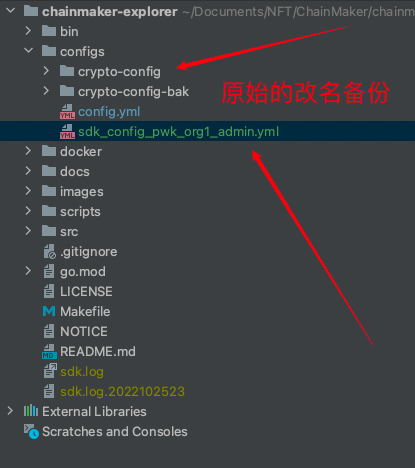 chainmaker-explorer ~/Documents/NFT/ChainMaker/chainm
bin
configs
crypto-config
crypto-config-bak
原始的改名备份
config.yml
sdk_config_pwk_org1_admin.yml
docker
docs
images
scripts
src
.gitignore
go.mod
LICENSE
Makefile
NOTICE
README.md
sdk.log
sdk.log.2022102523
External Libraries
Scratches and Consoles